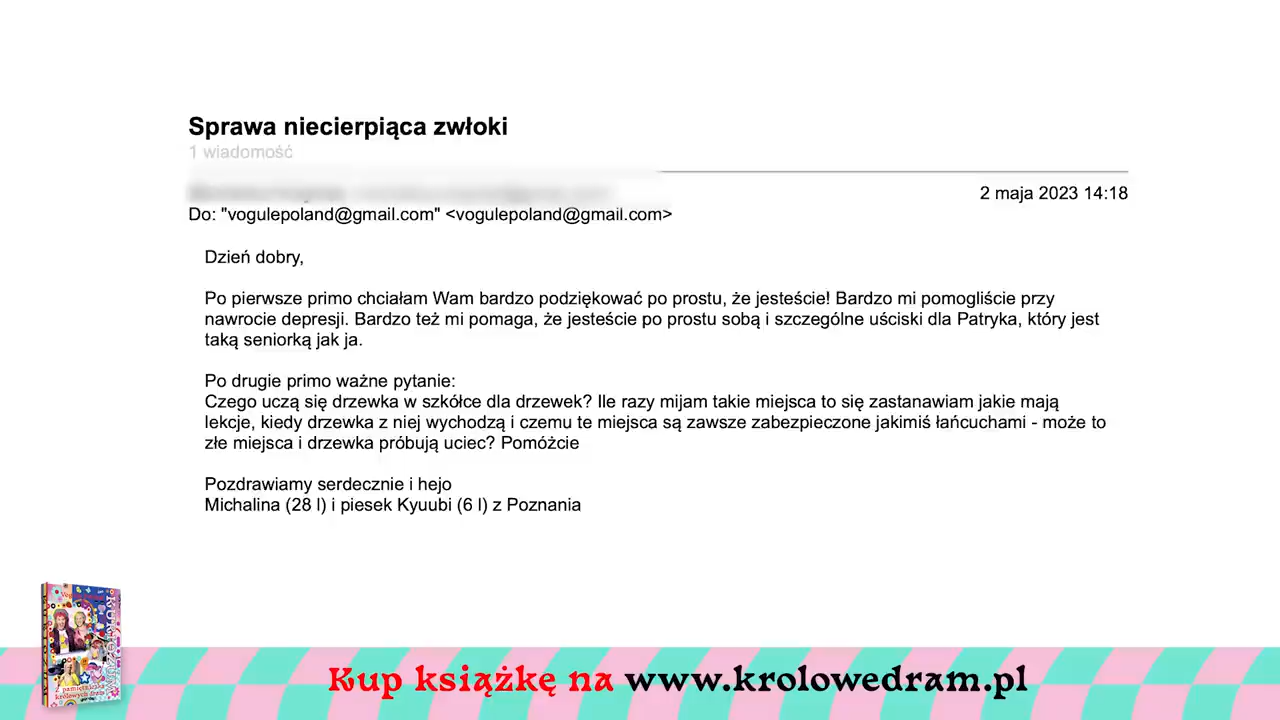 Sprawa niecierpiąca zwłoki
1 wiadomość
2 maja 2023 14:18
Do: "vogulepoland@gmail.com" <vogulepoland@gmail.com>
Dzień dobry,
Po pierwsze primo chciałam Wam bardzo podziękować po prostu, że jesteście! Bardzo mi pomogliście przy
nawrocie depresji. Bardzo też mi pomaga, że jesteście po prostu sobą i szczególne uściski dla Patryka, który jest
taką seniorką jak ja.
Po drugie primo ważne pytanie:
Czego uczą się drzewka w szkółce dla drzewek? Ile razy mijam takie miejsca to się zastanawiam jakie mają
lekcje, kiedy drzewka z niej wychodzą i czemu te miejsca są zawsze zabezpieczone jakimiś łańcuchami - może to
złe miejsca i drzewka próbują uciec? Pomóżcie
Pozdrawiamy serdecznie i hejo
Michalina (28 l) i piesek Kyuubi (6 l) z Poznania
Z pamiętnika
królowych dram
Kup książkę na www.krolowedram.pl